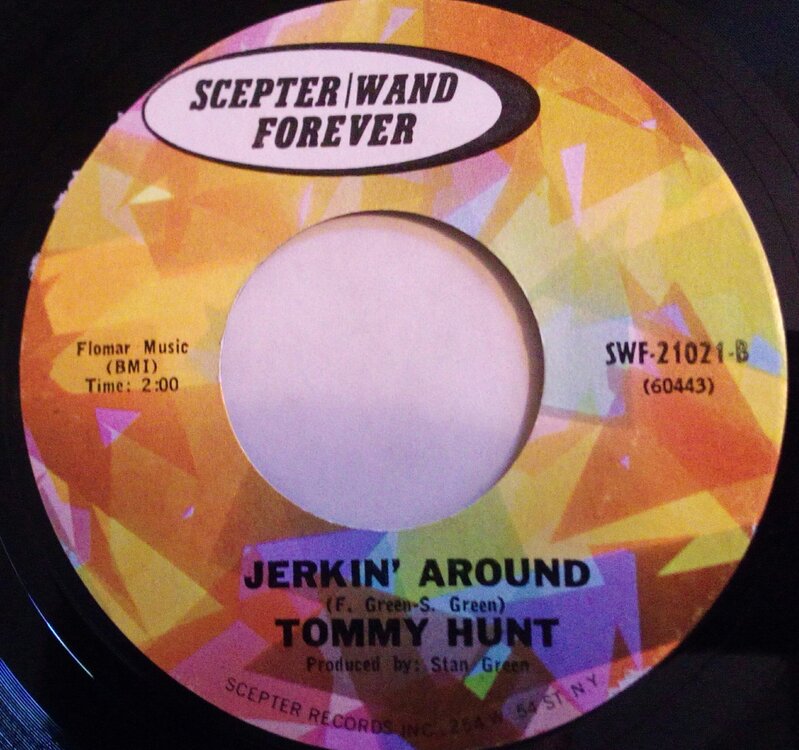 SCEPTER|WAND
FOREVER
Flomar Music
(BMI)
Time: 2:00
SWF-21021-B
(60443)
JERKIN' AROUND
(F. Green-S. Green)
TOMMY HUNT
Produced by: Stan Green
SCEPTER RECORDS INC., 254 W. 54 ST. N.Y.